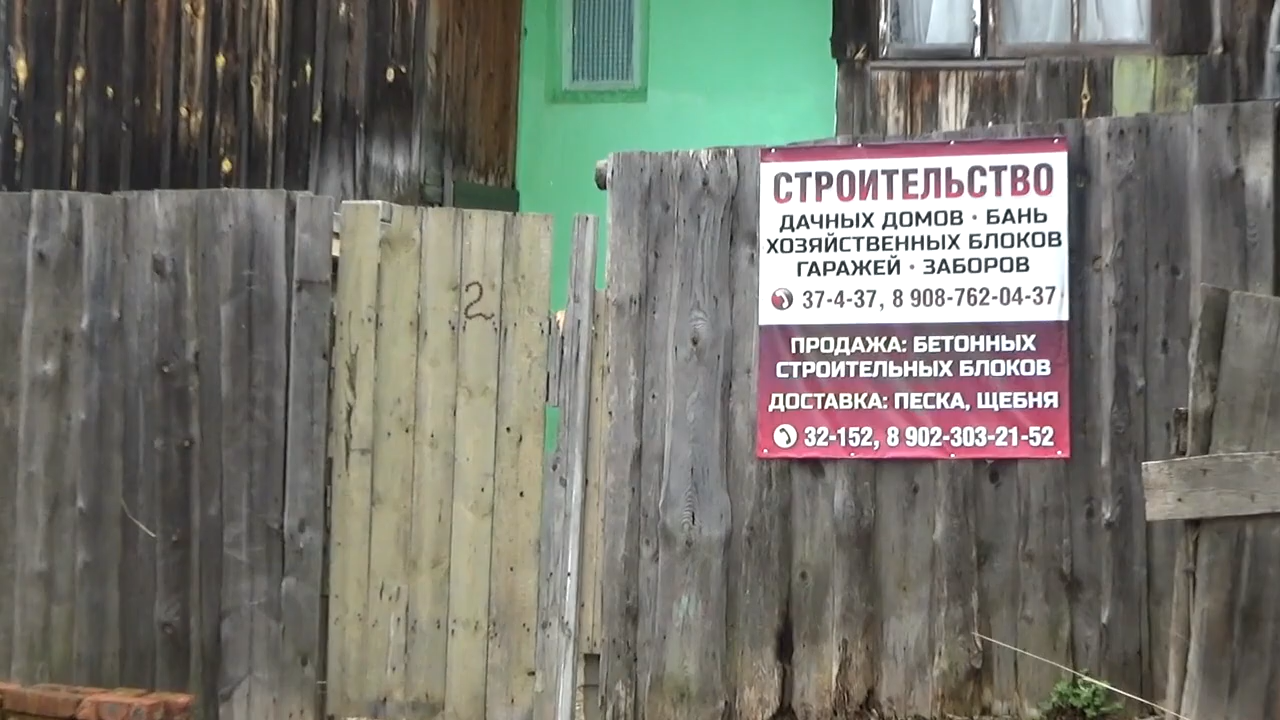 2
СТРОИТЕЛЬСТВО
ДАЧНЫХ ДОМОВ • БАНЬ
ХОЗЯЙСТВЕННЫХ БЛОКОВ
ГАРАЖЕЙ • ЗАБОРОВ
37-4-37, 8 908-762-04-37
ПРОДАЖА: БЕТОННЫХ
СТРОИТЕЛЬНЫХ БЛОКОВ
ДОСТАВКА: ПЕСКА, ЩЕБНЯ
32-152, 8 902-303-21-52